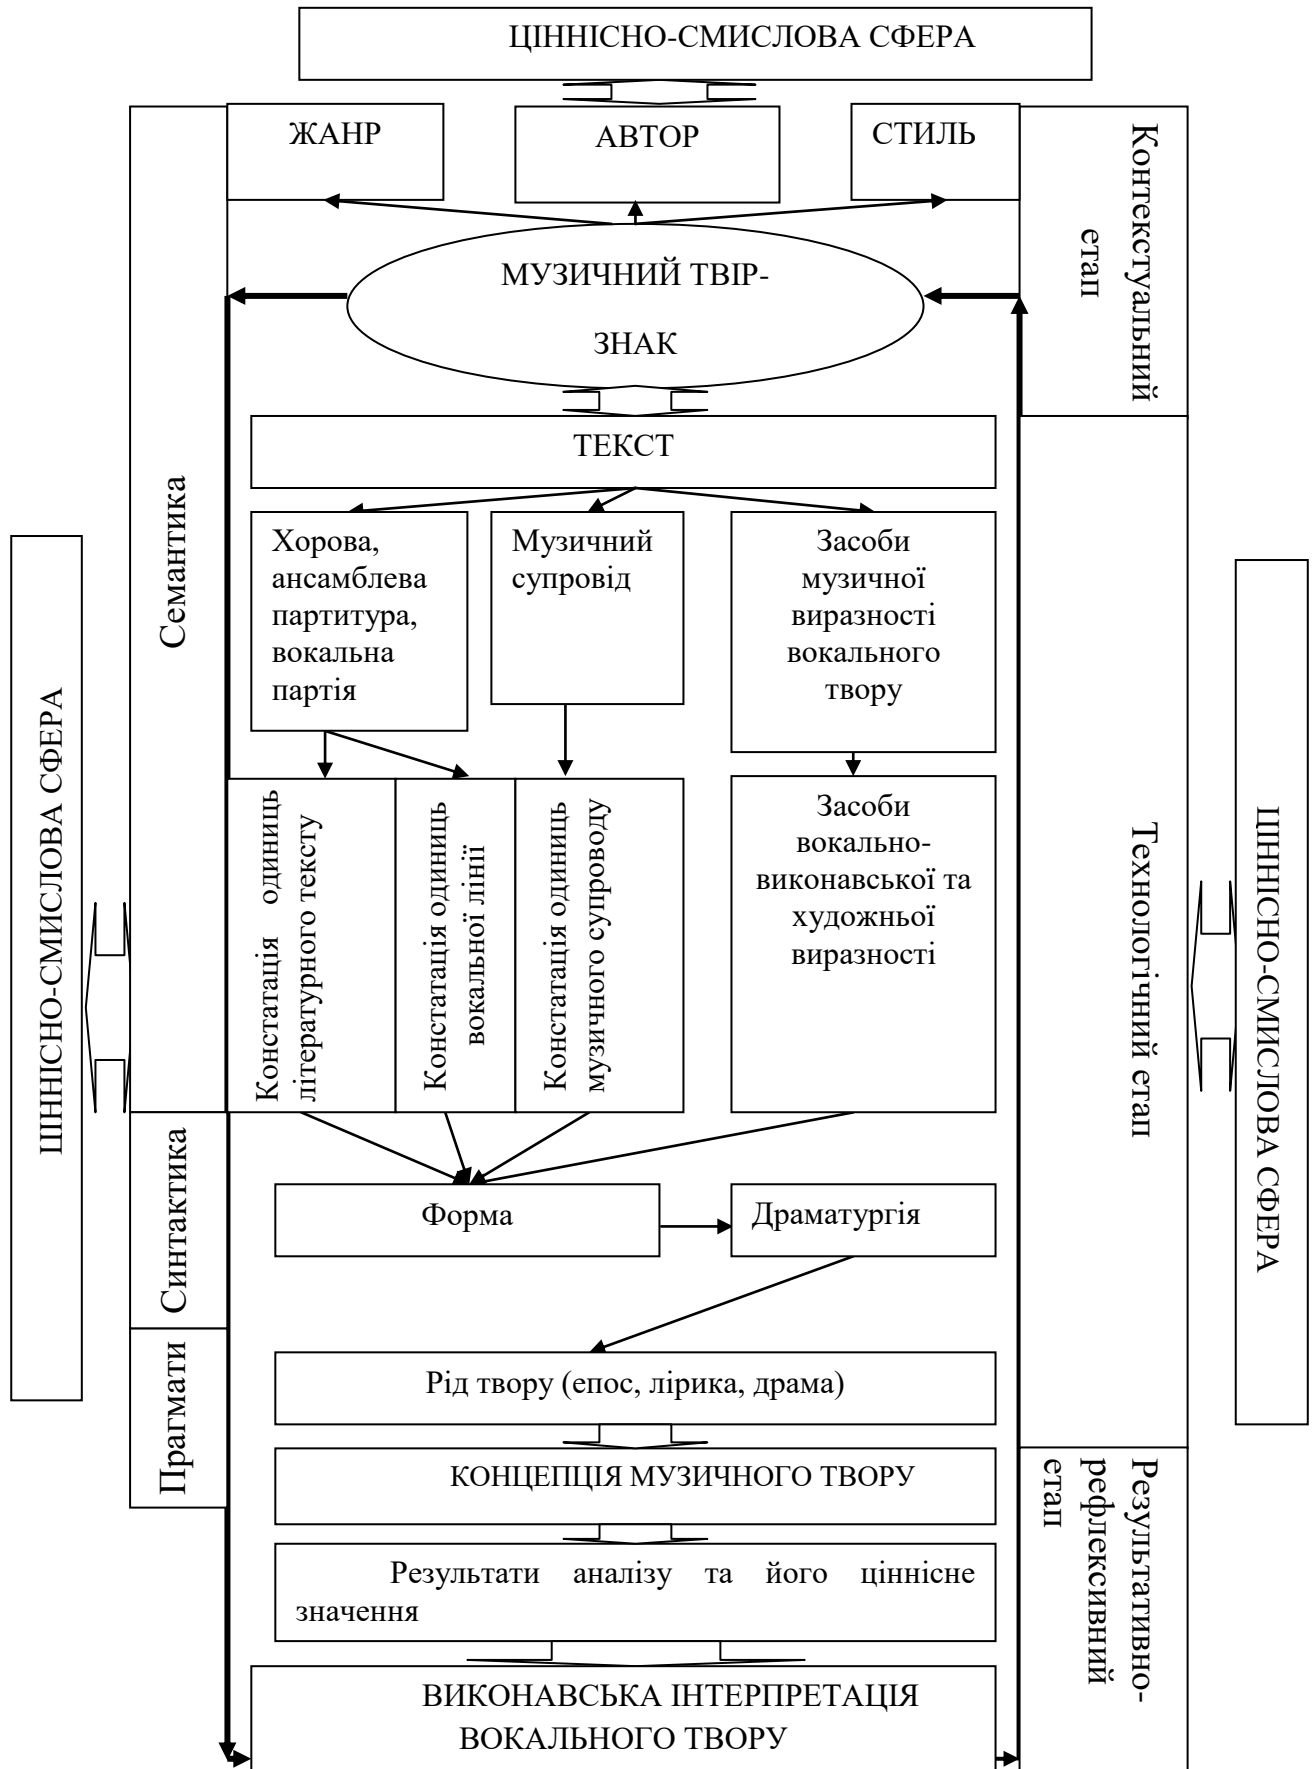 ЦІННІСНО-СМИСЛОВА СФЕРА
ЖАНР
АВТОР
СТИЛЬ
Контекстуальний
етап
МУЗИЧНИЙ ТВІР-
ЗНАК
ТЕКСТ
Семантика
Хорова,
ансамблева
партитура,
вокальна
партія
Музичний
супровід
Засоби
музичної
виразності
вокального
твору
ЦІННІСНО-СМИСЛОВА СФЕРА
Констатація одиниць
літературного тексту
Констатація одиниць
вокальної лінії
Констатація одиниць
музичного супроводу
Засоби
вокально-
виконавської та
художньої
виразності
Технологічний етап
ЦІННІСНО-СМИСЛОВА СФЕРА
Синтактика
Форма
Драматургія
Прагмати
Рід твору (епос, лірика, драма)
КОНЦЕПЦІЯ МУЗИЧНОГО ТВОРУ
Результати аналізу та його ціннісне
значення
Результативно-
рефлексивний
етап
ВИКОНАВСЬКА ІНТЕРПРЕТАЦІЯ
ВОКАЛЬНОГО ТВОРУ